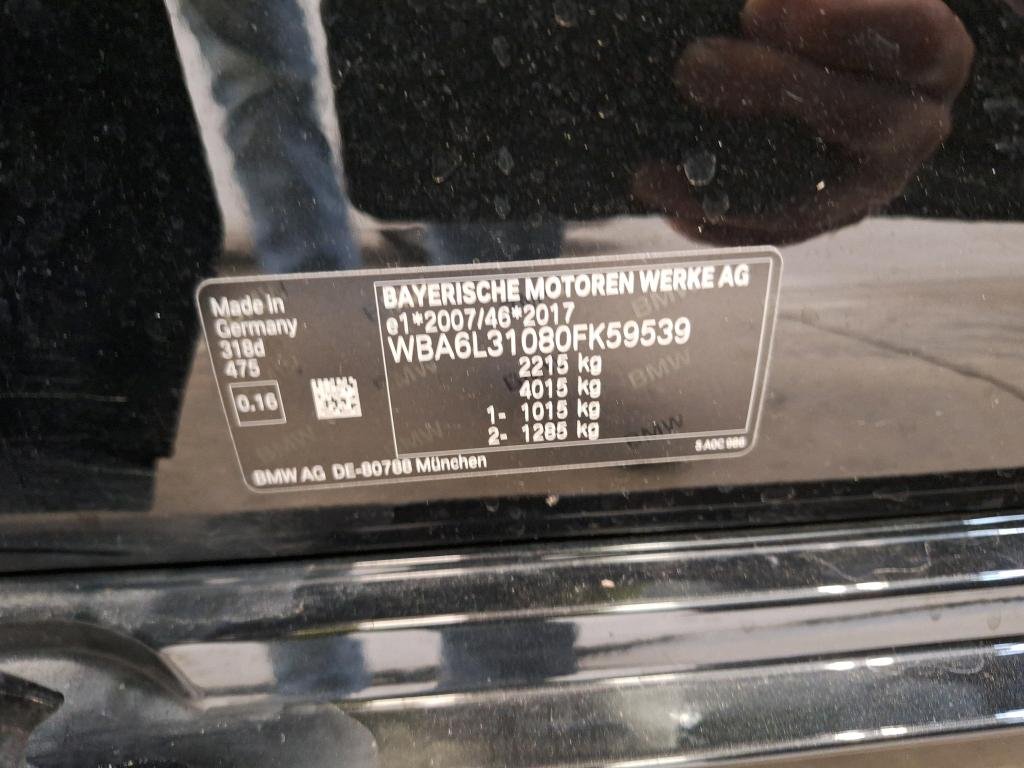 Made in
Germany
318d
475
0.16
BAYERISCHE MOTOREN WERKE AG
e1*2007/46*2017
WBA6L31080FK59539
2215 kg
4015 kg
1- 1015 kg
2- 1285 kg
BMW AG DE-80788 München